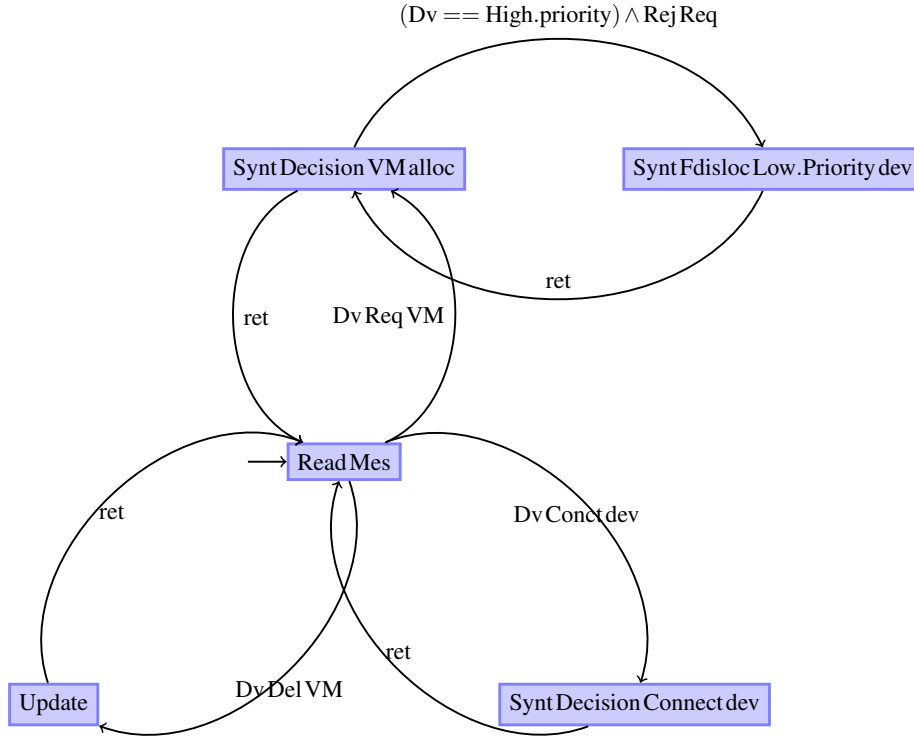 (Dv == High.priority) ∧ Rej Req
Synt Decision VM alloc
Synt Fdisloc Low.Priority dev
ret
ret
Dv Req VM
Read Mes
ret
Dv Conct dev
ret
Dv Del VM
Update
Synt Decision Connect dev